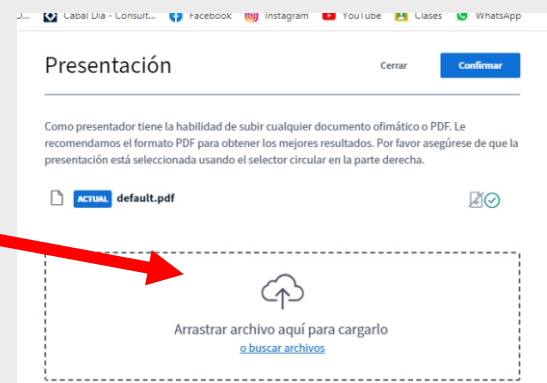 Cabal Dia - Consult... Facebook Instagram YouTube Clases WhatsApp
Presentación Cerrar Confirmar
Como presentador tiene la habilidad de subir cualquier documento ofimático o PDF. Le
recomendamos el formato PDF para obtener los mejores resultados. Por favor asegúrese de que la
presentación está seleccionada usando el selector circular en la parte derecha.
ACTUAL default.pdf
Arrastrar archivo aquí para cargarlo
o buscar archivos